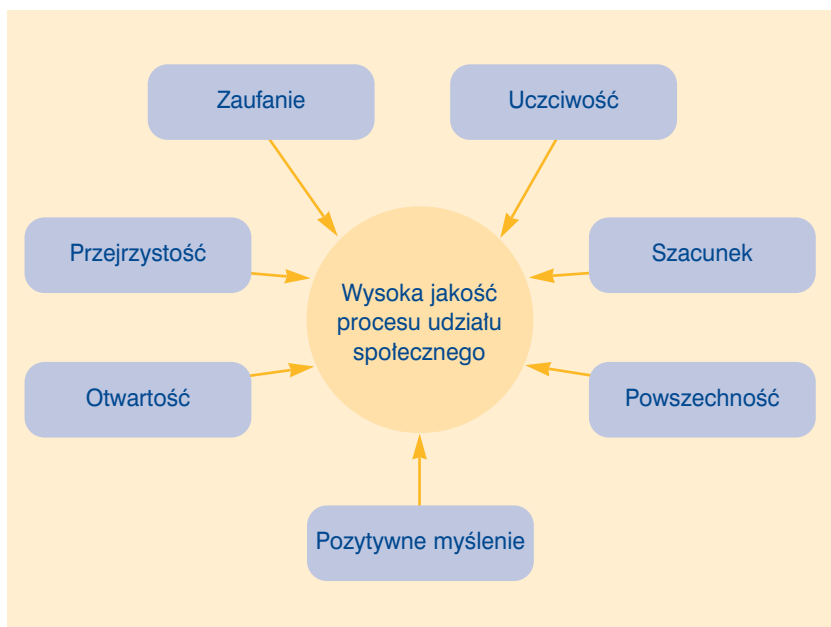 Zaufanie
Uczciwość
Przejrzystość
Szacunek
Wysoka jakość
procesu udziału
społecznego
Otwartość
Powszechność
Pozytywne myślenie